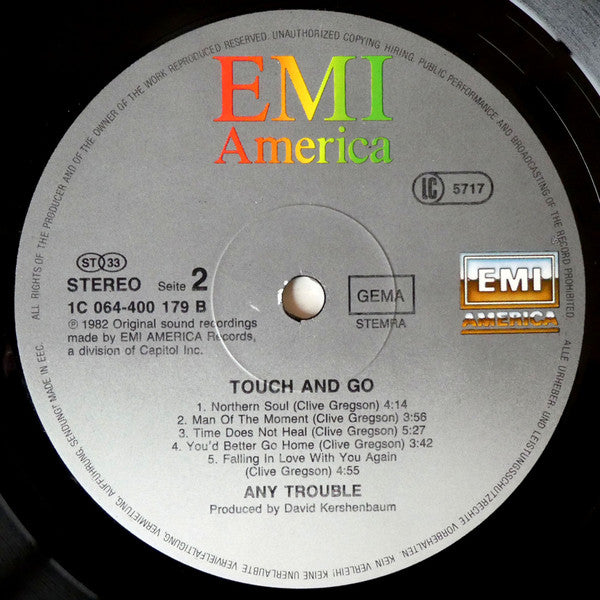 ALL RIGHTS OF THE PRODUCER AND OF THE OWNER OF THE WORK REPRODUCED RESERVED. UNAUTHORIZED COPYING, HIRING, PUBLIC PERFORMANCE AND BROADCASTING OF THE RECORD PROHIBITED.
EMI
America
LC 5717
ST 33
STEREO Seite 2
1C 064-400 179 B
℗ 1982 Original sound recordings
made by EMI AMERICA Records,
a division of Capitol Inc.
GEMA
STEMRA
EMI
AMERICA
TOUCH AND GO
1. Northern Soul (Clive Gregson) 4:14
2. Man Of The Moment (Clive Gregson) 3:56
3. Time Does Not Heal (Clive Gregson) 5:27
4. You'd Better Go Home (Clive Gregson) 3:42
5. Falling In Love With You Again
(Clive Gregson) 4:55
ANY TROUBLE
Produced by David Kershenbaum
ALLE URHEBER- UND LEISTUNGSSCHUTZRECHTE VORBEHALTEN. KEIN VERLEIH! KEINE UNERLAUBTE VERVIELFALTIGUNG, VERMIETUNG, AUFFÜHRUNG, SENDUNG! MADE IN EEC.